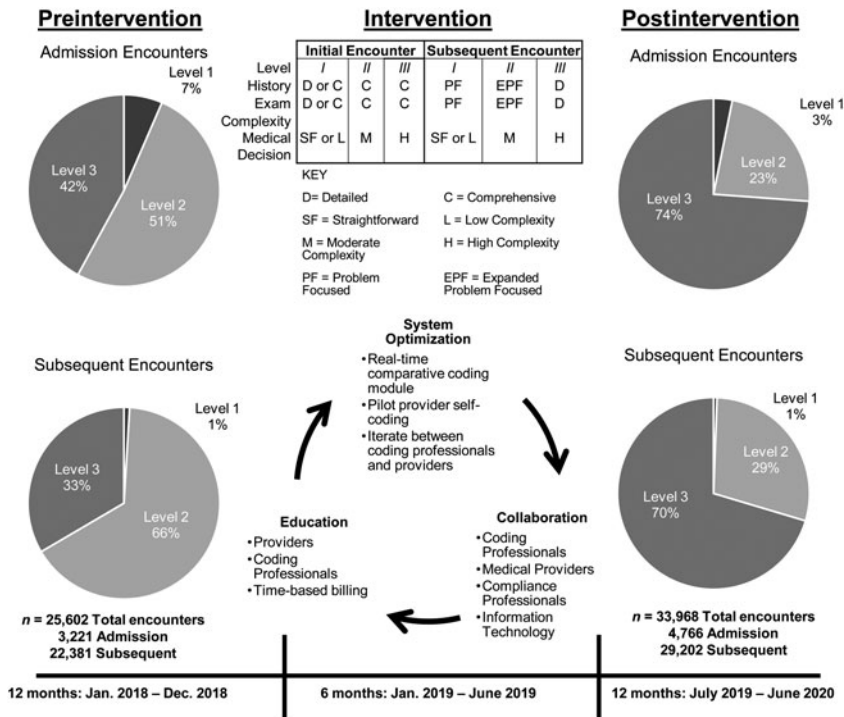 Preintervention
Admission Encounters
Level 1
7%
Level 3
42%
Level 2
51%
Subsequent Encounters
Level 1
1%
Level 3
33%
Level 2
66%
n = 25,602 Total encounters
3,221 Admission
22,381 Subsequent
Intervention
Initial Encounter Subsequent Encounter
Level I II III I II III
History D or C C C PF EPF D
Exam D or C C C PF EPF D
Complexity
Medical SF or L M H SF or L M H
Decision
KEY
D= Detailed C = Comprehensive
SF = Straightforward L = Low Complexity
M = Moderate H = High Complexity
Complexity
PF = Problem EPF = Expanded
Focused Problem Focused
System
Optimization
•Real-time
comparative coding
module
•Pilot provider self-
coding
•Iterate between
coding professionals
and providers
Education
•Providers
•Coding
Professionals
•Time-based billing
Collaboration
•Coding
Professionals
•Medical Providers
•Compliance
Professionals
•Information
Technology
Postintervention
Admission Encounters
Level 1
3%
Level 2
23%
Level 3
74%
Subsequent Encounters
Level 1
1%
Level 2
29%
Level 3
70%
n = 33,968 Total encounters
4,766 Admission
29,202 Subsequent
12 months: Jan. 2018 – Dec. 2018
6 months: Jan. 2019 – June 2019
12 months: July 2019 – June 2020